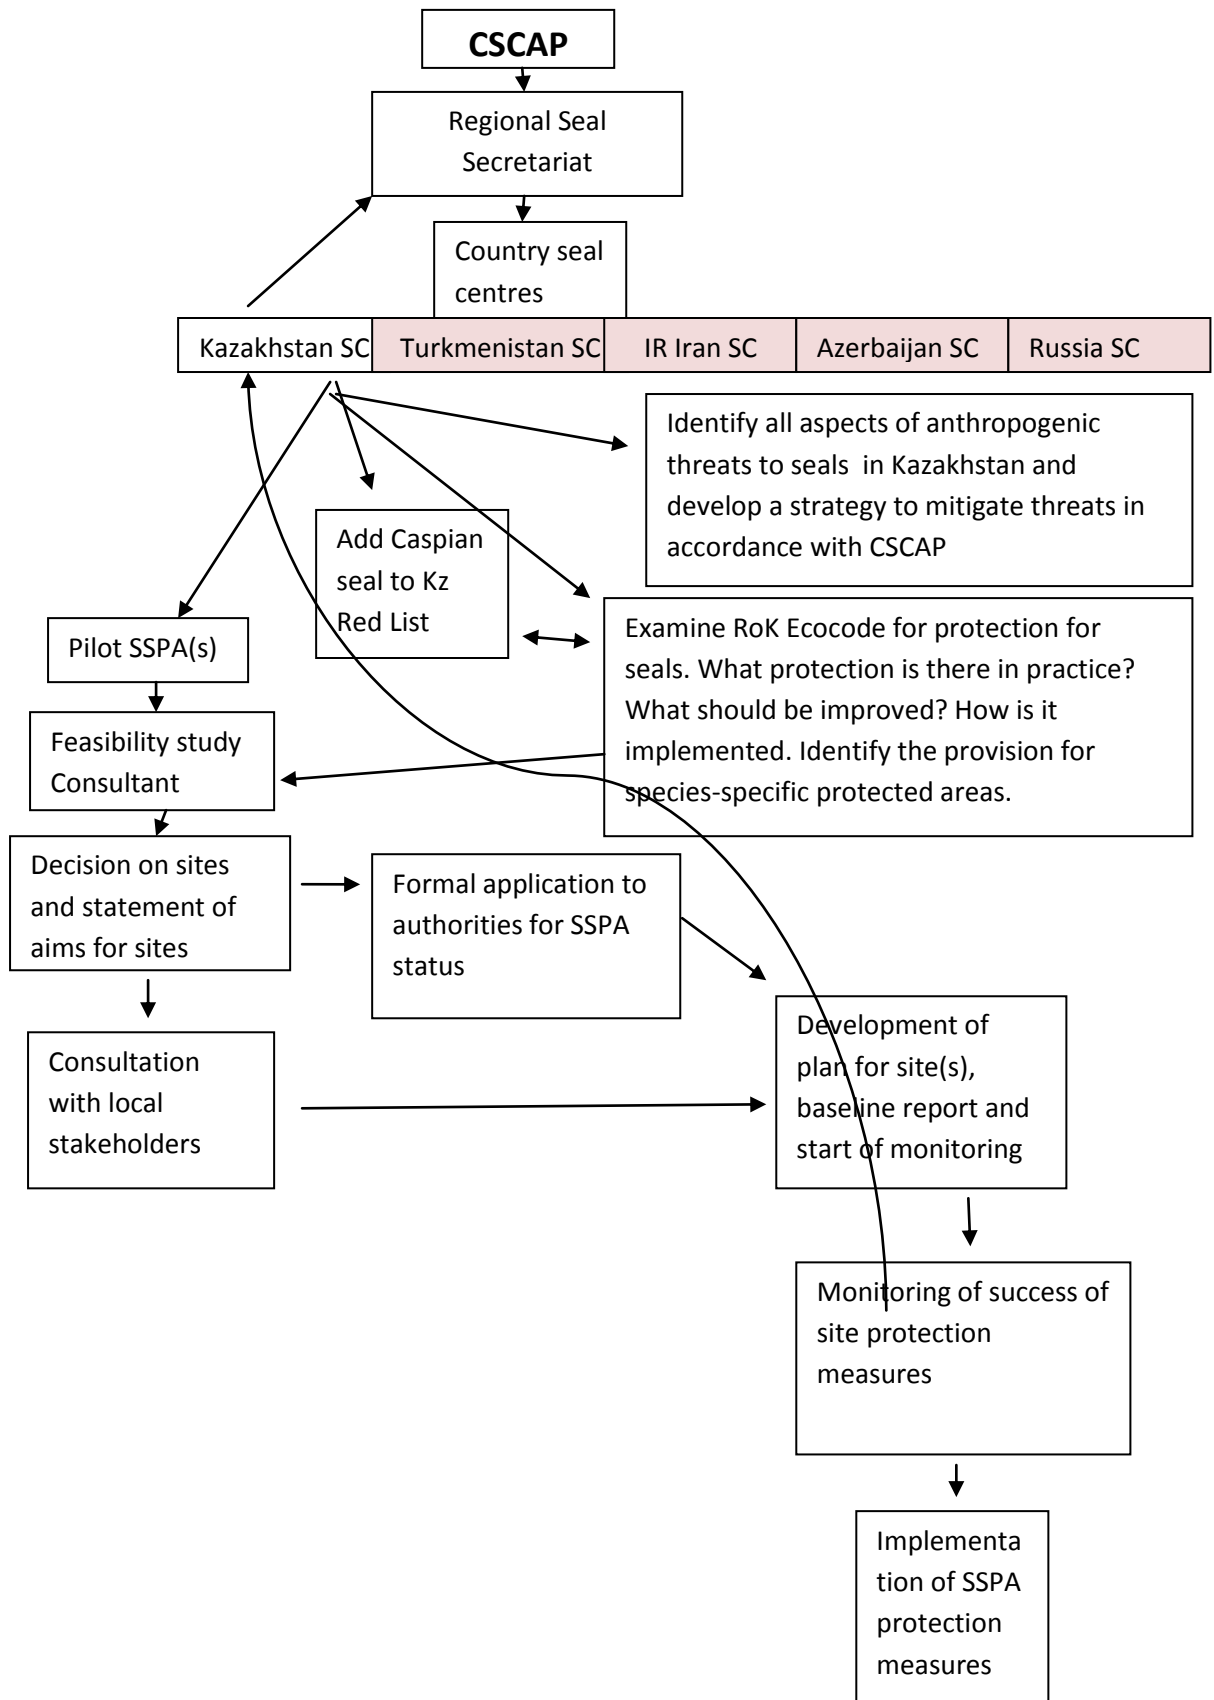 CSCAP
Regional Seal
Secretariat
Country seal
centres
Kazakhstan SC
Turkmenistan SC
IR Iran SC
Azerbaijan SC
Russia SC
Identify all aspects of anthropogenic
threats to seals in Kazakhstan and
develop a strategy to mitigate threats in
accordance with CSCAP
Add Caspian
seal to Kz
Red List
Examine RoK Ecocode for protection for
seals. What protection is there in practice?
What should be improved? How is it
implemented. Identify the provision for
species-specific protected areas.
Pilot SSPA(s)
Feasibility study
Consultant
Decision on sites
and statement of
aims for sites
Formal application to
authorities for SSPA
status
Consultation
with local
stakeholders
Development of
plan for site(s),
baseline report and
start of monitoring
Monitoring of success of
site protection
measures
Implementa
tion of SSPA
protection
measures